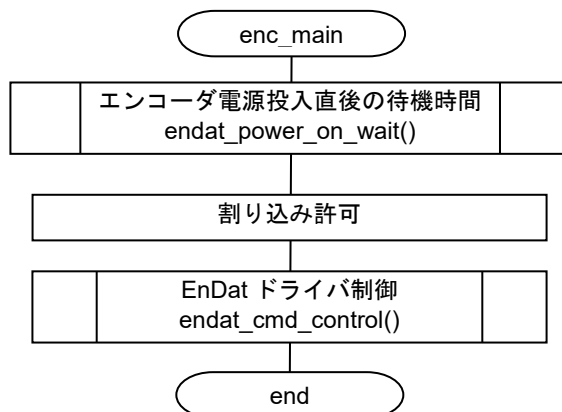 enc_main
エンコーダ電源投入直後の待機時間
endat_power_on_wait()
割り込み許可
EnDat ドライバ制御
endat_cmd_control()
end